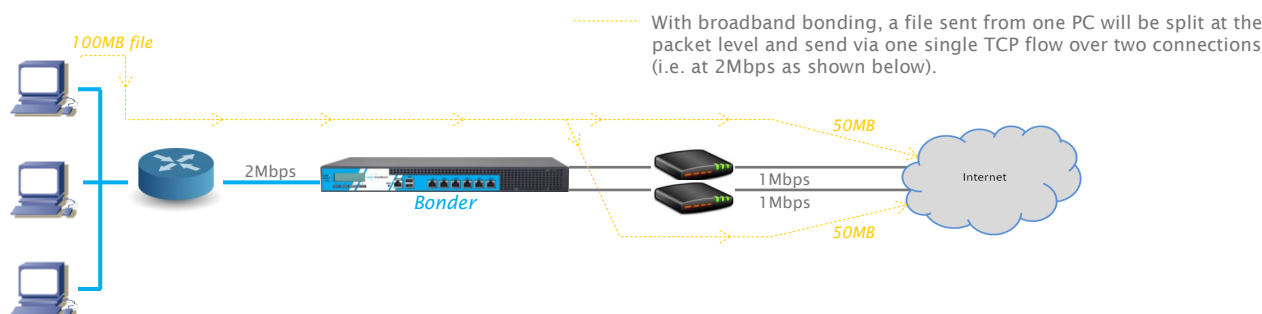 With broadband bonding, a file sent from one PC will be split at the
packet level and send via one single TCP flow over two connections
(i.e. at 2Mbps as shown below).
100MB file
50MB
2Mbps
Bonder
1Mbps
1Mbps
Internet
50MB